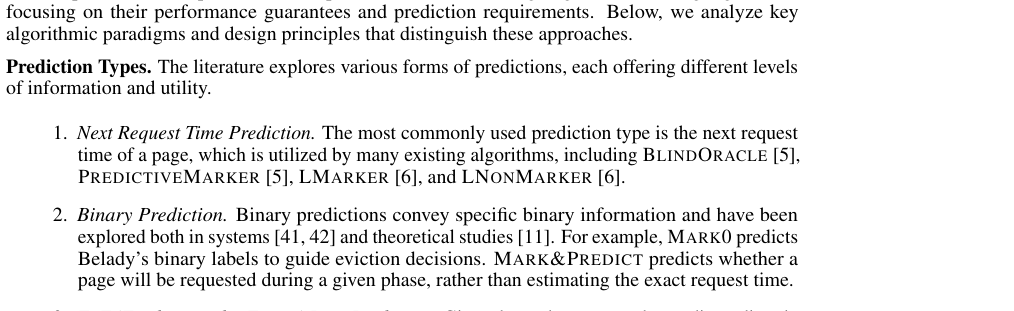 focusing on their performance guarantees and prediction requirements. Below, we analyze key
algorithmic paradigms and design principles that distinguish these approaches.
Prediction Types. The literature explores various forms of predictions, each offering different levels
of information and utility.
1. Next Request Time Prediction. The most commonly used prediction type is the next request
time of a page, which is utilized by many existing algorithms, including BLINDORACLE [5],
PREDICTIVEMARKER [5], LMARKER [6], and LNONMARKER [6].
2. Binary Prediction. Binary predictions convey specific binary information and have been
explored both in systems [41, 42] and theoretical studies [11]. For example, MARK0 predicts
Belady's binary labels to guide eviction decisions. MARK&PREDICT predicts whether a
page will be requested during a given phase, rather than estimating the exact request time.